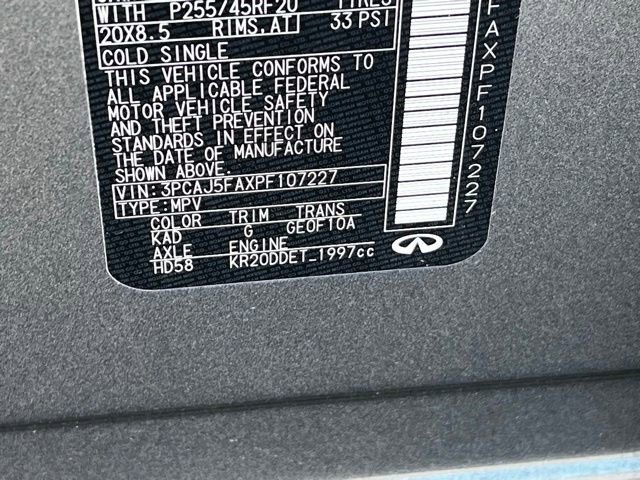 WITH P255/45RF20 TIRES
20X8.5 RIMS,AT 33 PSI
COLD SINGLE
THIS VEHICLE CONFORMS TO
ALL APPLICABLE FEDERAL
MOTOR VEHICLE SAFETY
AND THEFT PREVENTION
STANDARDS IN EFFECT ON
THE DATE OF MANUFACTURE
SHOWN ABOVE.
VIN: 3PCAJ5FAXPF107227
TYPE: MPV
COLOR TRIM TRANS
KAD G GE0F10A
AXLE ENGINE
HD58 KR20DDET_1997cc
FAXPF107227